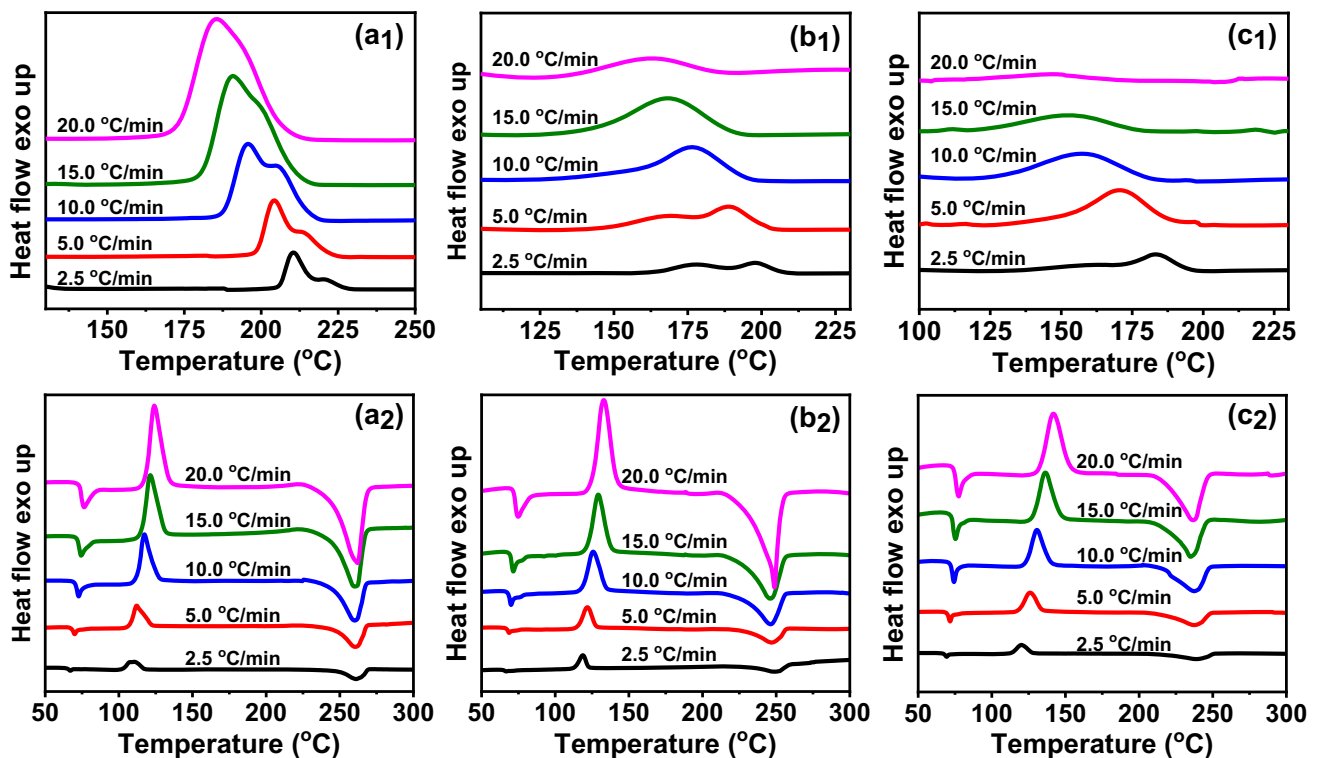 (a1)
Heat flow exo up
20.0 °C/min
15.0 °C/min
10.0 °C/min
5.0 °C/min
2.5 °C/min
150 175 200 225 250
Temperature (°C)
(b1)
Heat flow exo up
20.0 °C/min
15.0 °C/min
10.0 °C/min
5.0 °C/min
2.5 °C/min
125 150 175 200 225
Temperature (°C)
(c1)
Heat flow exo up
20.0 °C/min
15.0 °C/min
10.0 °C/min
5.0 °C/min
2.5 °C/min
100 125 150 175 200 225
Temperature (°C)
(a2)
Heat flow exo up
20.0 °C/min
15.0 °C/min
10.0 °C/min
5.0 °C/min
2.5 °C/min
50 100 150 200 250 300
Temperature (°C)
(b2)
Heat flow exo up
20.0 °C/min
15.0 °C/min
10.0 °C/min
5.0 °C/min
2.5 °C/min
50 100 150 200 250 300
Temperature (°C)
(c2)
Heat flow exo up
20.0 °C/min
15.0 °C/min
10.0 °C/min
5.0 °C/min
2.5 °C/min
50 100 150 200 250 300
Temperature (°C)